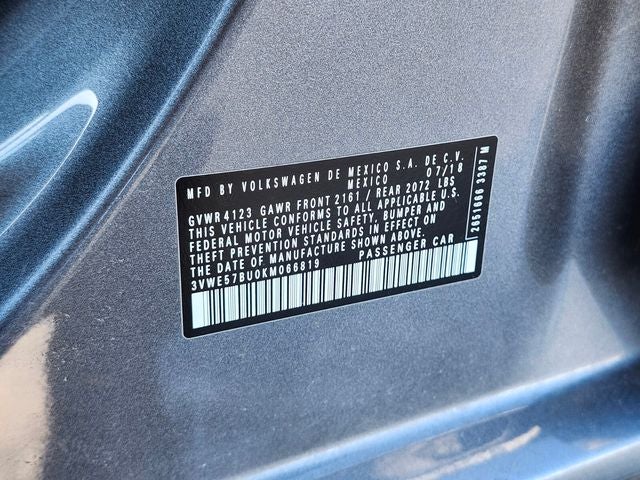 MFD BY VOLKSWAGEN DE MEXICO S.A. DE C.V.
MEXICO 07/18
GVWR 4123 GAWR FRONT 2161 / REAR 2072 LBS
THIS VEHICLE CONFORMS TO ALL APPLICABLE U.S.
FEDERAL MOTOR VEHICLE SAFETY, BUMPER AND
THEFT PREVENTION STANDARDS IN EFFECT ON
THE DATE OF MANUFACTURE SHOWN ABOVE.
3VWE57BU0KM066819 PASSENGER CAR
2651666 3387 M